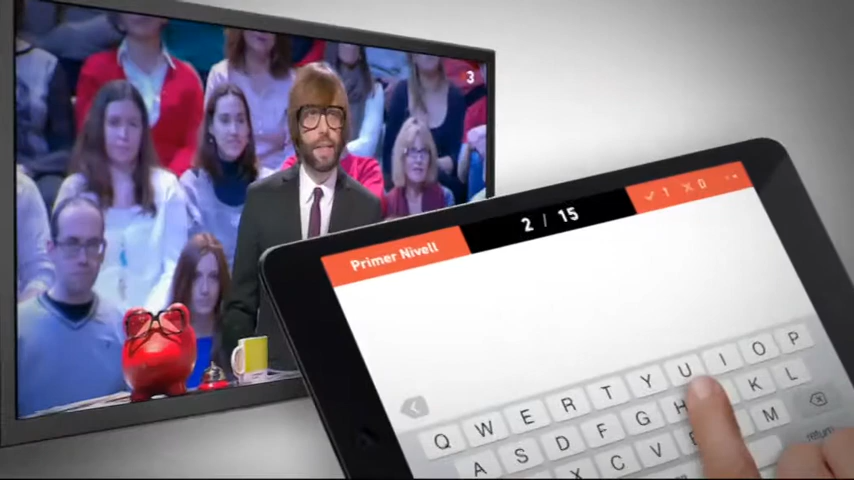 3
Primer Nivell
2 / 15
✓ 1 X 0
Q W E R T Y U I O P
A S D F G H K L
X C V M
return